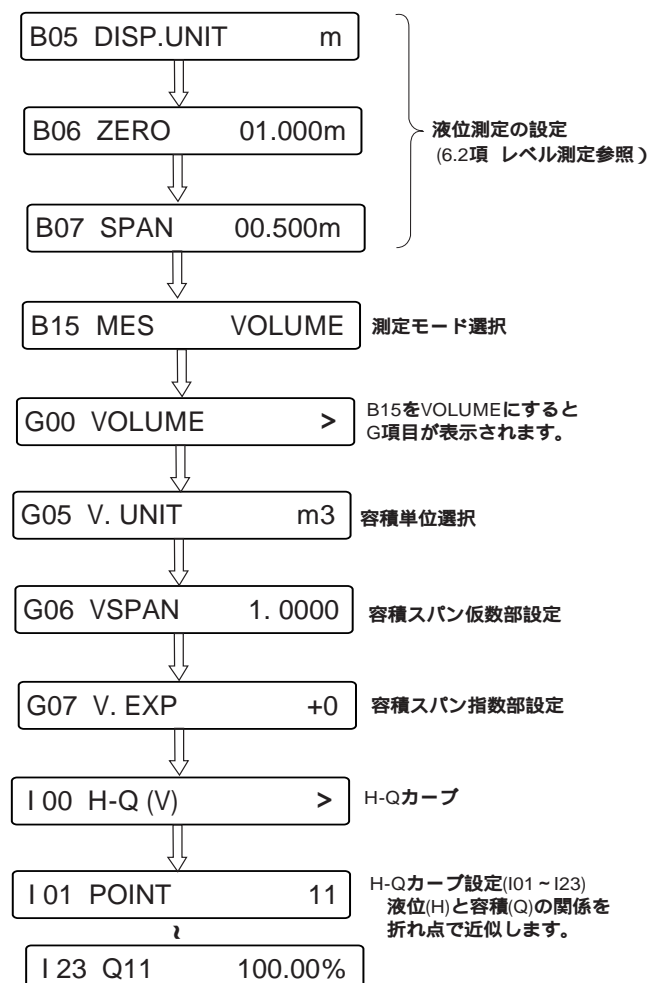 B05 DISP.UNIT m
B06 ZERO 01.000m
液位測定の設定
(6.2項 レベル測定参照)
B07 SPAN 00.500m
B15 MES VOLUME
測定モード選択
G00 VOLUME >
B15をVOLUMEにすると
G項目が表示されます。
G05 V. UNIT m3
容積単位選択
G06 VSPAN 1. 0000
容積スパン仮数部設定
G07 V. EXP +0
容積スパン指数部設定
I 00 H-Q (V) >
H-Qカーブ
I 01 POINT 11
H-Qカーブ設定(I01~I23)
液位(H)と容積(Q)の関係を
折れ点で近似します。
~
I 23 Q11 100.00%